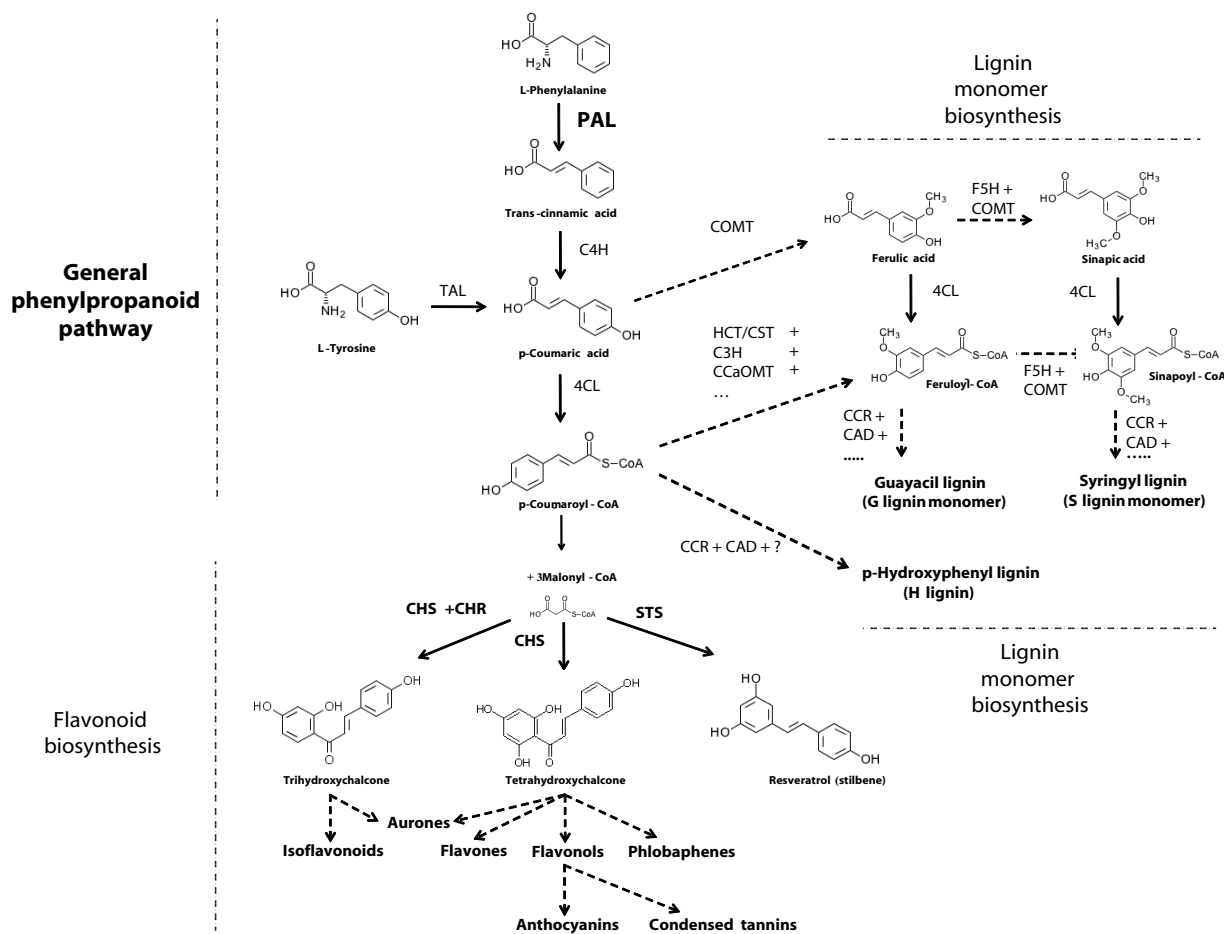 O
HO
H₂N
L-Phenylalanine
PAL
O
HO
Trans-cinnamic acid
C4H
General
phenylpropanoid
pathway
O
HO
NH₂
OH
L-Tyrosine
TAL
O
HO
OH
p-Coumaric acid
4CL
O
S-CoA
HO
p-Coumaroyl-CoA
Lignin
monomer
biosynthesis
COMT
O
HO
O
CH₃
OH
Ferulic acid
F5H +
COMT
O
HO
O
CH₃
OH
O
H₃C
Sinapic acid
4CL
4CL
HCT/CST +
C3H +
CCaOMT +
...
CH₃
O
O
S-CoA
HO
Feruloyl-CoA
F5H +
COMT
CH₃
O
O
S-CoA
HO
O
CH₃
Sinapoyl-CoA
CCR +
CAD +
.....
CCR +
CAD +
.....
Guayacil lignin
(G lignin monomer)
Syringyl lignin
(S lignin monomer)
CCR + CAD + ?
p-Hydroxyphenyl lignin
(H lignin)
Lignin
monomer
biosynthesis
+ 3Malonyl-CoA
O O
HO S-CoA
CHS +CHR
CHS
STS
Flavonoid
biosynthesis
HO
OH
OH
O
Trihydroxychalcone
HO
OH
OH
OH
O
Tetrahydroxychalcone
HO
HO
OH
Resveratrol (stilbene)
Aurones
Isoflavonoids
Flavones
Flavonols
Phlobaphenes
Anthocyanins
Condensed tannins